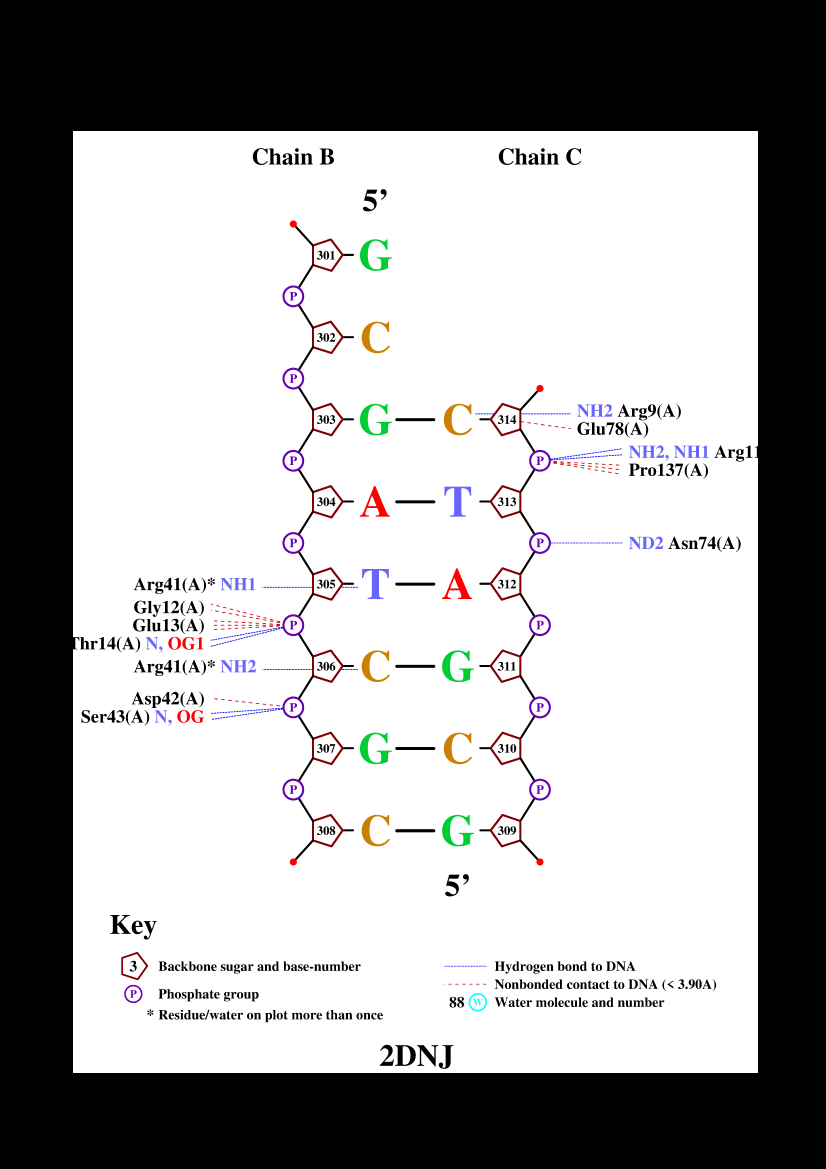 Chain B Chain C
5’
301 G
P
302 C
P
303 G C 314 NH2 Arg9(A)
Glu78(A)
NH2, NH1 Arg11
P P Pro137(A)
304 A T 313
P P ND2 Asn74(A)
Arg41(A)* NH1 305 T A 312
Gly12(A)
Glu13(A) P P
Thr14(A) N, OG1
Arg41(A)* NH2 306 C G 311
Asp42(A)
Ser43(A) N, OG P P
307 G C 310
P P
308 C G 309
5’
Key
3 Backbone sugar and base-number
P Phosphate group
* Residue/water on plot more than once
Hydrogen bond to DNA
Nonbonded contact to DNA (< 3.90A)
88 W Water molecule and number
2DNJ